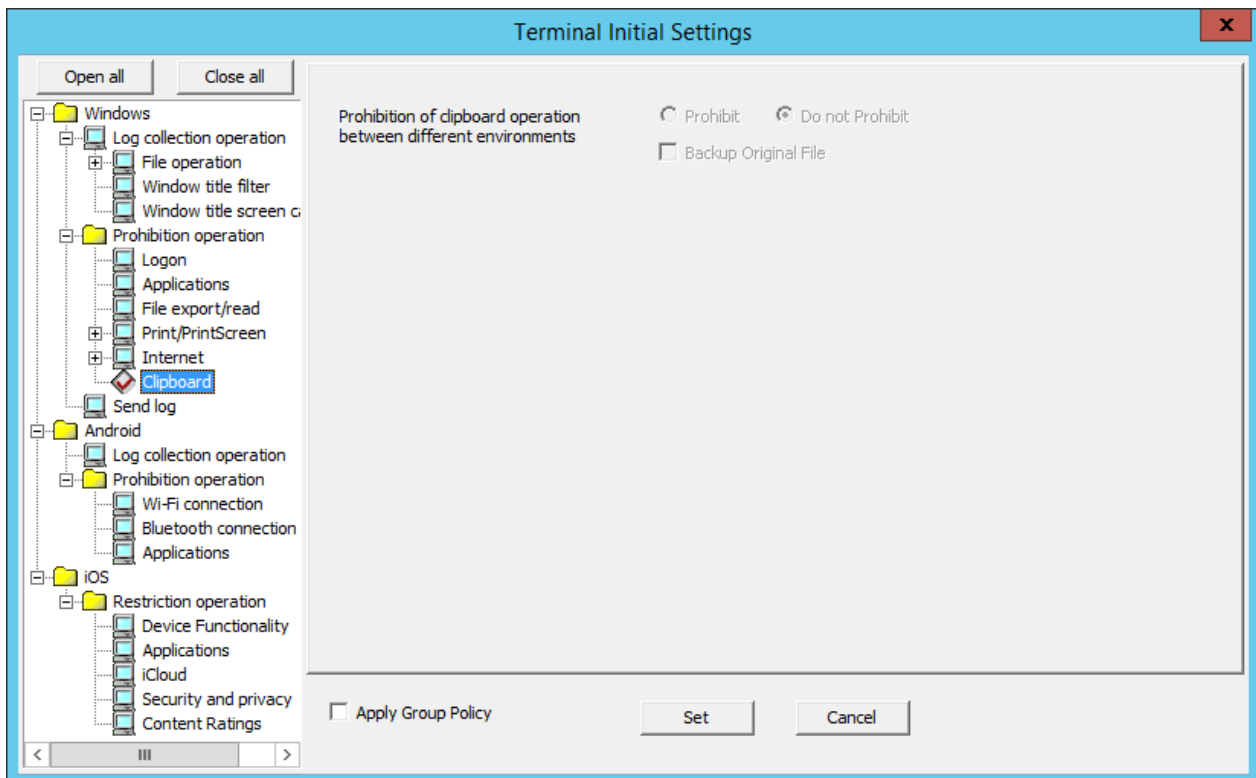 Terminal Initial Settings
x
Open all
Close all
Windows
Log collection operation
File operation
Window title filter
Window title screen ca
Prohibition operation
Logon
Applications
File export/read
Print/PrintScreen
Internet
Clipboard
Send log
Android
Log collection operation
Prohibition operation
Wi-Fi connection
Bluetooth connection
Applications
iOS
Restriction operation
Device Functionality
Applications
iCloud
Security and privacy
Content Ratings
Prohibition of clipboard operation
between different environments
Prohibit
Do not Prohibit
Backup Original File
Apply Group Policy
Set
Cancel